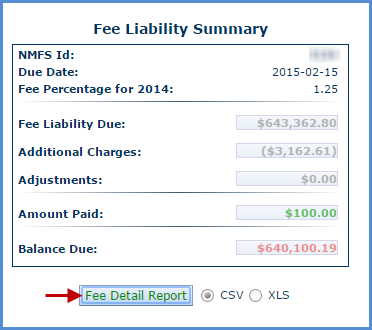 Fee Liability Summary
NMFS Id:
Due Date: 2015-02-15
Fee Percentage for 2014: 1.25
Fee Liability Due: $643,362.80
Additional Charges: ($3,162.61)
Adjustments: $0.00
Amount Paid: $100.00
Balance Due: $640,100.19
Fee Detail Report CSV XLS